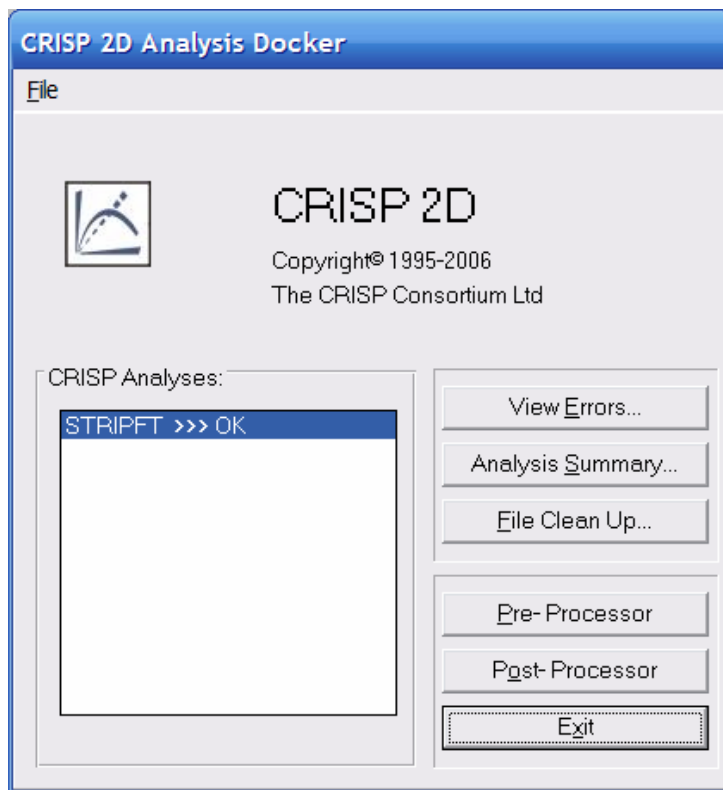 CRISP 2D Analysis Docker
File
CRISP 2D
Copyright© 1995-2006
The CRISP Consortium Ltd
CRISP Analyses:
STRIPFT >>> OK
View Errors...
Analysis Summary...
File Clean Up...
Pre- Processor
Post- Processor
Exit